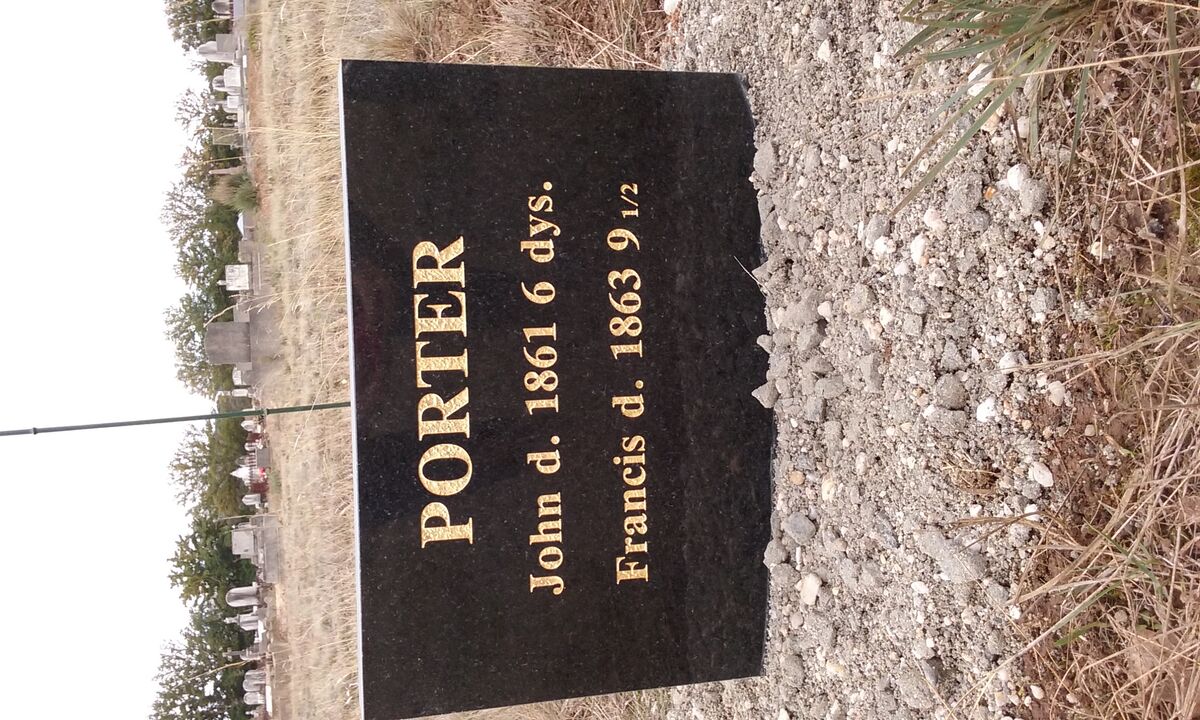 PORTER
John d. 1861 6 dys.
Francis d. 1863 9 1/2